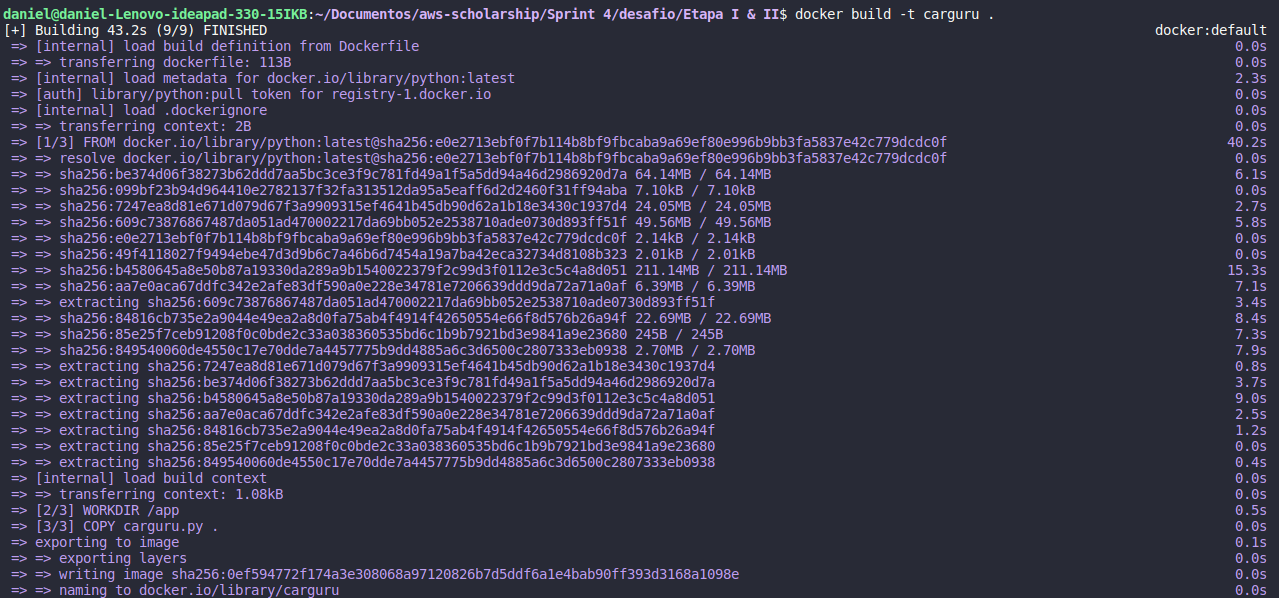 daniel@daniel-Lenovo-ideapad-330-15IKB:~/Documentos/aws-scholarship/Sprint 4/desafio/Etapa I & II$ docker build -t carguru .
[+] Building 43.2s (9/9) FINISHED docker:default
=> [internal] load build definition from Dockerfile 0.0s
=> => transferring dockerfile: 113B 0.0s
=> [internal] load metadata for docker.io/library/python:latest 2.3s
=> [auth] library/python:pull token for registry-1.docker.io 0.0s
=> [internal] load .dockerignore 0.0s
=> => transferring context: 2B 0.0s
=> [1/3] FROM docker.io/library/python:latest@sha256:e0e2713ebf0f7b114b8bf9fbcaba9a69ef80e996b9bb3fa5837e42c779dcdc0f 40.2s
=> => resolve docker.io/library/python:latest@sha256:e0e2713ebf0f7b114b8bf9fbcaba9a69ef80e996b9bb3fa5837e42c779dcdc0f 0.0s
=> => sha256:be374d06f38273b62ddd7aa5bc3ce3f9c781fd49a1f5a5dd94a46d2986920d7a 64.14MB / 64.14MB 6.1s
=> => sha256:099bf23b94d964410e2782137f32fa313512da95a5eaff6d2d2460f31ff94aba 7.10kB / 7.10kB 0.0s
=> => sha256:7247ea8d81e671d079d67f3a9909315ef4641b45db90d62a1b18e3430c1937d4 24.05MB / 24.05MB 2.7s
=> => sha256:609c73876867487da051ad470002217da69bb052e2538710ade0730d893ff51f 49.56MB / 49.56MB 5.8s
=> => sha256:e0e2713ebf0f7b114b8bf9fbcaba9a69ef80e996b9bb3fa5837e42c779dcdc0f 2.14kB / 2.14kB 0.0s
=> => sha256:49f4118027f9494ebe47d3d9b6c7a46b6d7454a19a7ba42eca32734d8108b323 2.01kB / 2.01kB 0.0s
=> => sha256:b4580645a8e50b87a19330da289a9b1540022379f2c99d3f0112e3c5c4a8d051 211.14MB / 211.14MB 15.3s
=> => sha256:aa7e0aca67ddfc342e2afe83df590a0e228e34781e7206639ddd9da72a71a0af 6.39MB / 6.39MB 7.1s
=> => extracting sha256:609c73876867487da051ad470002217da69bb052e2538710ade0730d893ff51f 3.4s
=> => sha256:84816cb735e2a9044e49ea2a8d0fa75ab4f4914f42650554e66f8d576b26a94f 22.69MB / 22.69MB 8.4s
=> => sha256:85e25f7ceb91208f0c0bde2c33a038360535bd6c1b9b7921bd3e9841a9e23680 245B / 245B 7.3s
=> => sha256:849540060de4550c17e70dde7a4457775b9dd4885a6c3d6500c2807333eb0938 2.70MB / 2.70MB 7.9s
=> => extracting sha256:7247ea8d81e671d079d67f3a9909315ef4641b45db90d62a1b18e3430c1937d4 0.8s
=> => extracting sha256:be374d06f38273b62ddd7aa5bc3ce3f9c781fd49a1f5a5dd94a46d2986920d7a 3.7s
=> => extracting sha256:b4580645a8e50b87a19330da289a9b1540022379f2c99d3f0112e3c5c4a8d051 9.0s
=> => extracting sha256:aa7e0aca67ddfc342e2afe83df590a0e228e34781e7206639ddd9da72a71a0af 2.5s
=> => extracting sha256:84816cb735e2a9044e49ea2a8d0fa75ab4f4914f42650554e66f8d576b26a94f 1.2s
=> => extracting sha256:85e25f7ceb91208f0c0bde2c33a038360535bd6c1b9b7921bd3e9841a9e23680 0.0s
=> => extracting sha256:849540060de4550c17e70dde7a4457775b9dd4885a6c3d6500c2807333eb0938 0.4s
=> [internal] load build context 0.0s
=> => transferring context: 1.08kB 0.0s
=> [2/3] WORKDIR /app 0.5s
=> [3/3] COPY carguru.py . 0.0s
=> exporting to image 0.1s
=> => exporting layers 0.0s
=> => writing image sha256:0ef594772f174a3e308068a97120826b7d5ddf6a1e4bab90ff393d3168a1098e 0.0s
=> => naming to docker.io/library/carguru 0.0s